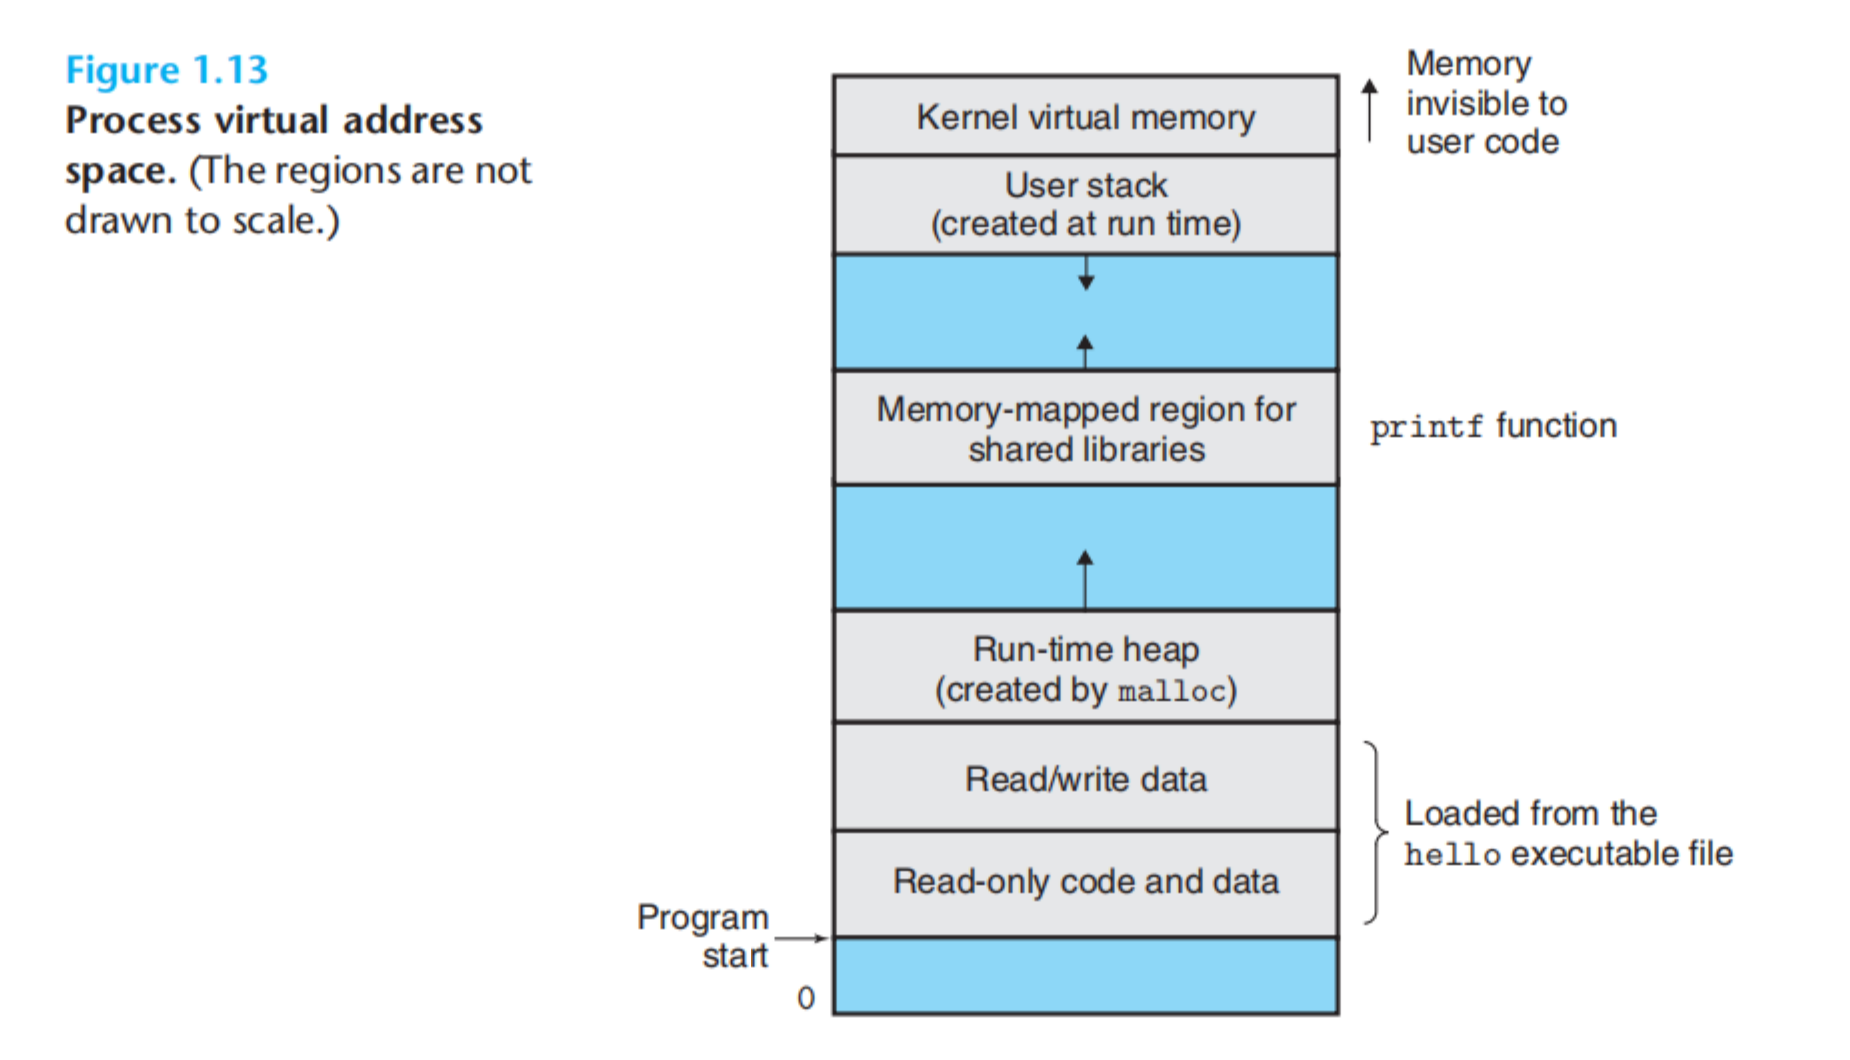 Figure 1.13
Process virtual address
space. (The regions are not
drawn to scale.)
Kernel virtual memory
Memory
invisible to
user code
User stack
(created at run time)
Memory-mapped region for
shared libraries
printf function
Run-time heap
(created by malloc)
Read/write data
Read-only code and data
Loaded from the
hello executable file
Program
start
0